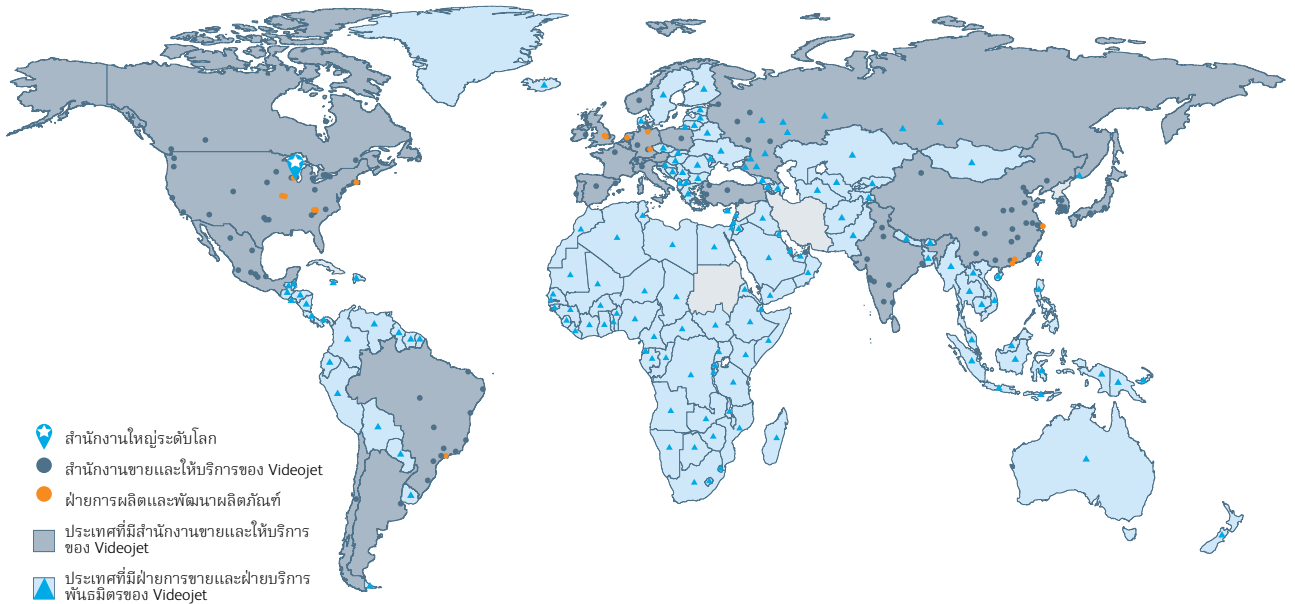 สำนักงานใหญ่ระดับโลก
สำนักงานขายและให้บริการของ Videojet
ฝ่ายการผลิตและพัฒนาผลิตภัณฑ์
ประเทศที่มีสำนักงานขายและให้บริการ
ของ Videojet
ประเทศที่มีฝ่ายการขายและฝ่ายบริการ
พันธมิตรของ Videojet